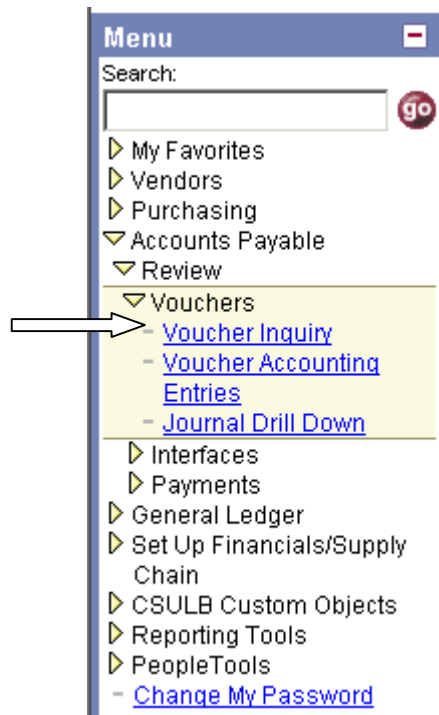 Menu
Search:
go
My Favorites
Vendors
Purchasing
Accounts Payable
Review
Vouchers
Voucher Inquiry
Voucher Accounting
Entries
Journal Drill Down
Interfaces
Payments
General Ledger
Set Up Financials/Supply
Chain
CSULB Custom Objects
Reporting Tools
PeopleTools
Change My Password